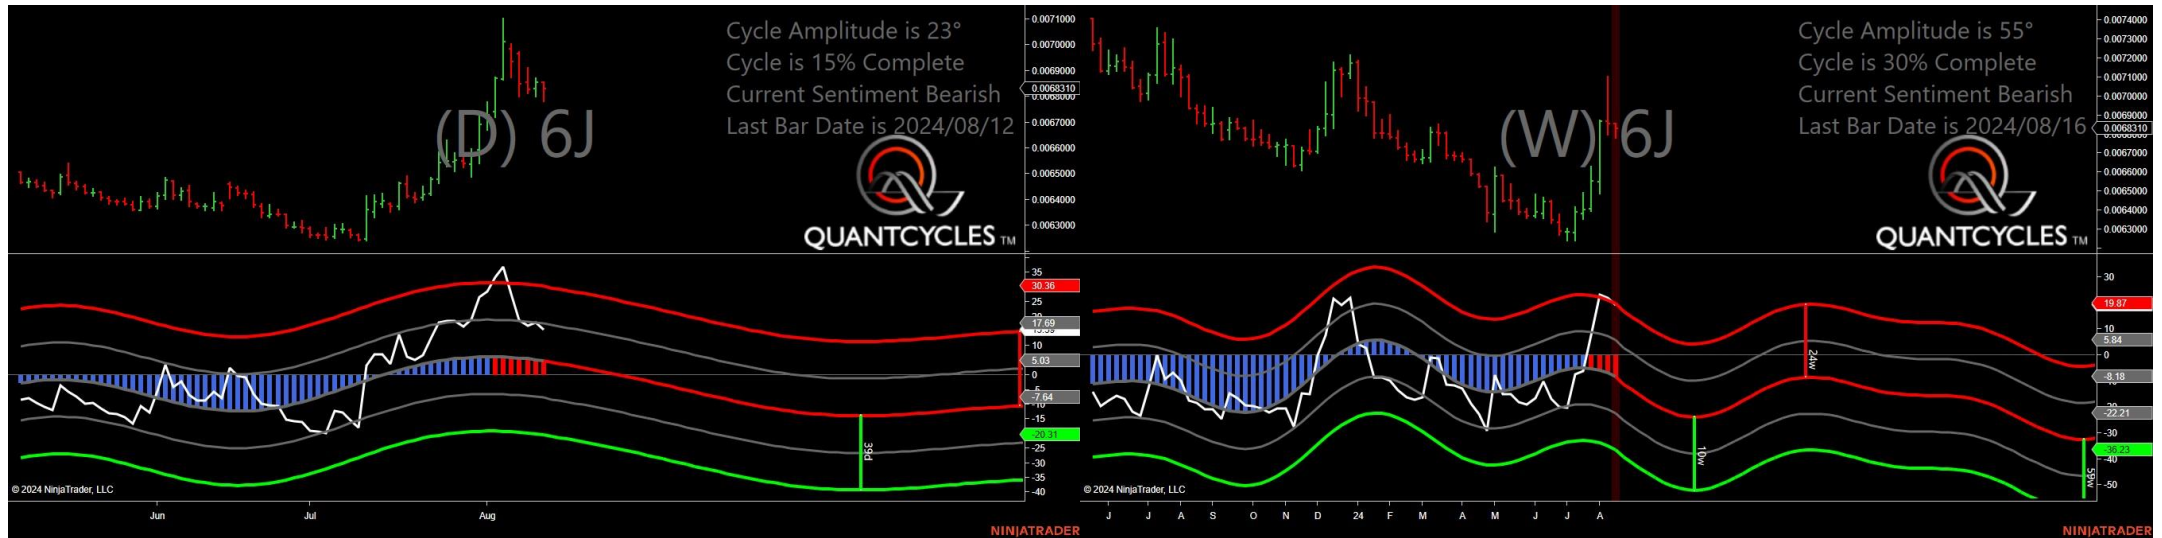 Cycle Amplitude is 23°
Cycle is 15% Complete
Current Sentiment Bearish
Last Bar Date is 2024/08/12
(D) 6J
QUANTCYCLES TM
0.0071000
0.0070000
0.0069000
0.0068310
0.0067000
0.0066000
0.0065000
0.0064000
0.0063000
35
30.36
25
17.69
10
5.03
0
-7.64
-10
-15
-20.31
-25
-30
-35
-40
39d
© 2024 NinjaTrader, LLC
Jun
Jul
Aug
NINJATRADER
Cycle Amplitude is 55°
Cycle is 30% Complete
Current Sentiment Bearish
Last Bar Date is 2024/08/16
(W) 6J
QUANTCYCLES TM
0.0074000
0.0073000
0.0072000
0.0071000
0.0070000
0.0069000
0.0068310
0.0067000
0.0066000
0.0065000
0.0064000
0.0063000
30
19.87
10
5.84
0
-8.18
-22.21
-30
-36.23
-40
-50
24w
10w
59w
© 2024 NinjaTrader, LLC
J
J
A
S
O
N
D
24
F
M
A
M
J
J
A
NINJATRADER